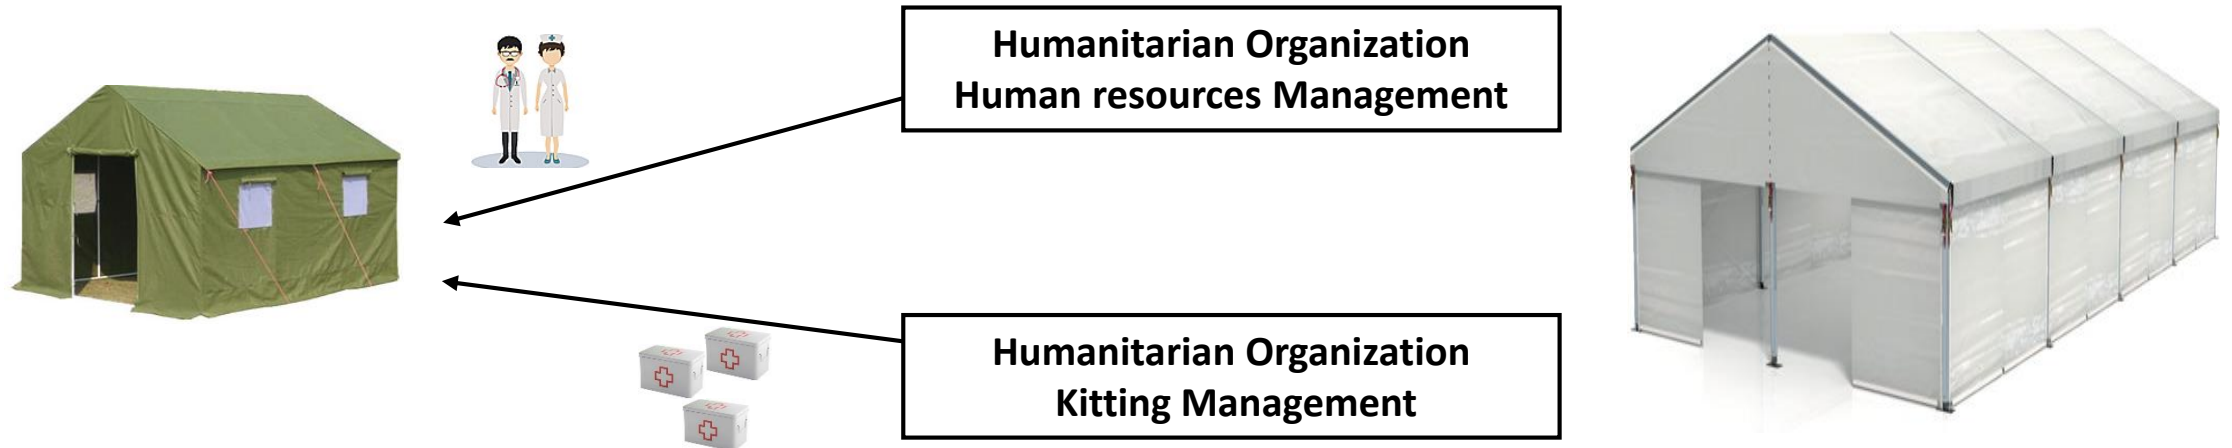 Humanitarian Organization
Human resources Management
Humanitarian Organization
Kitting Management